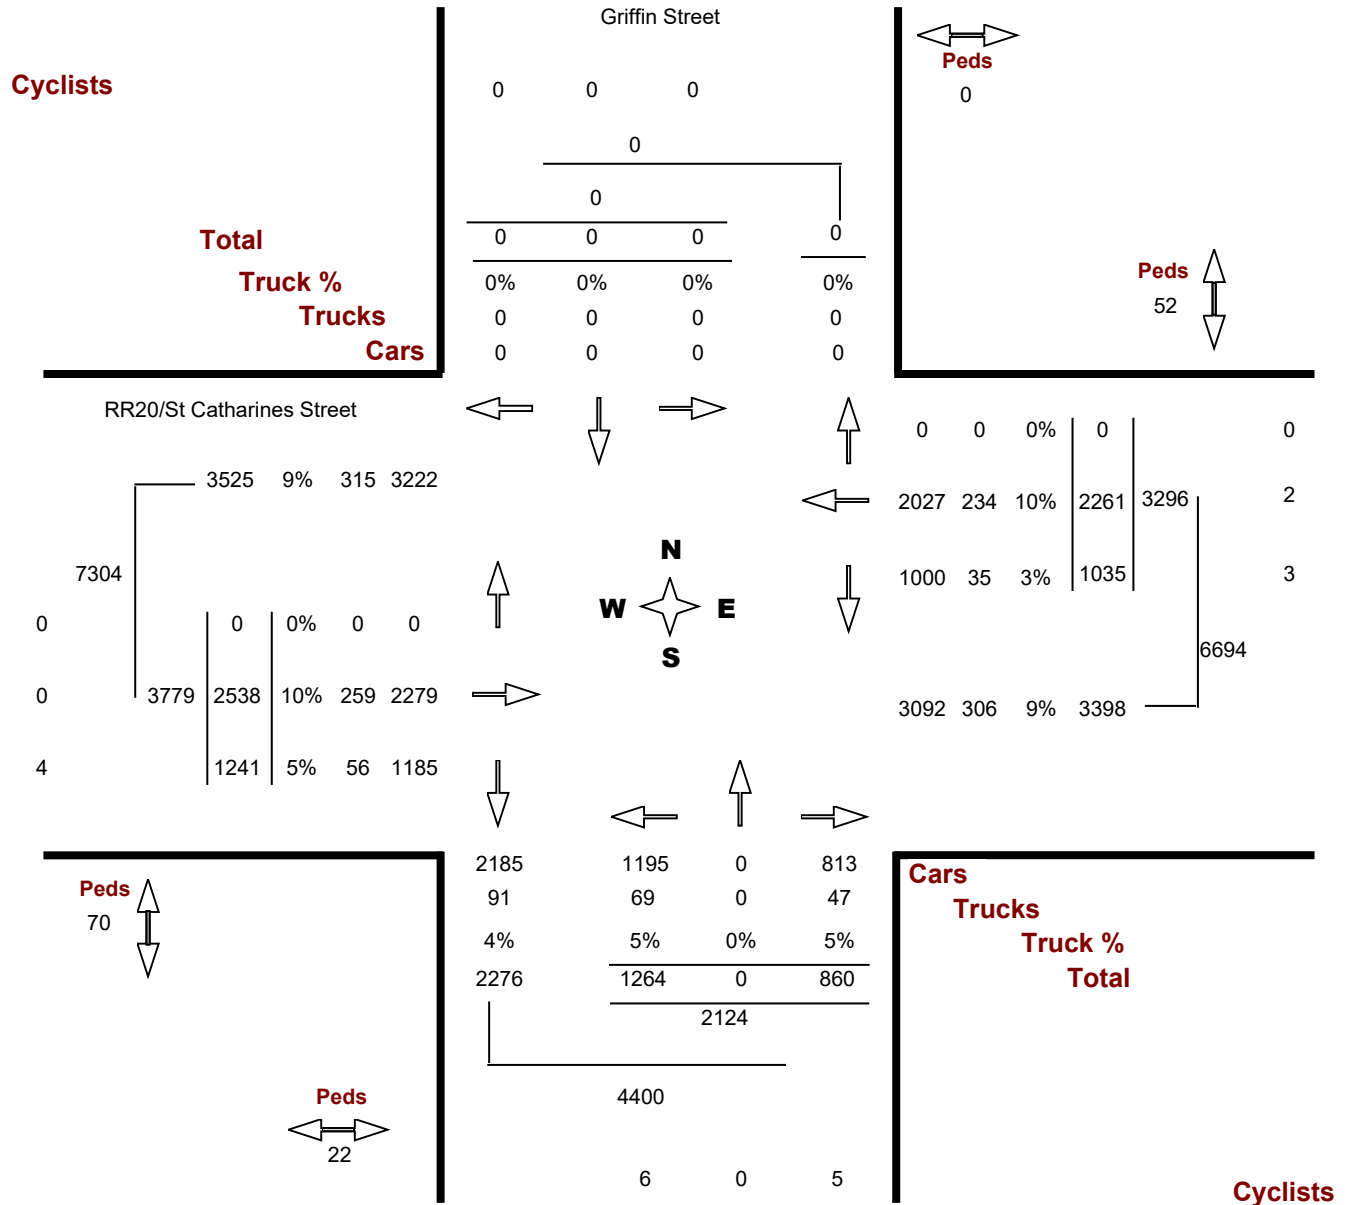 Griffin Street
Peds
0
Cyclists
0 0 0
0
0
Total 0 0 0 0
Truck % 0% 0% 0% 0%
Trucks 0 0 0 0
Cars 0 0 0 0
Peds
52
RR20/St Catharines Street
0 0 0% 0 0
3525 9% 315 3222
2027 234 10% 2261 3296 2
N
7304
1000 35 3% 1035 3
W E
0 0 0% 0 0
S
6694
0 3779 2538 10% 259 2279
3092 306 9% 3398
4 1241 5% 56 1185
2185 1195 0 813
Cars
Peds
91 69 0 47
Trucks
70
4% 5% 0% 5%
Truck %
2276 1264 0 860
Total
2124
4400
Peds
22
6 0 5
Cyclists